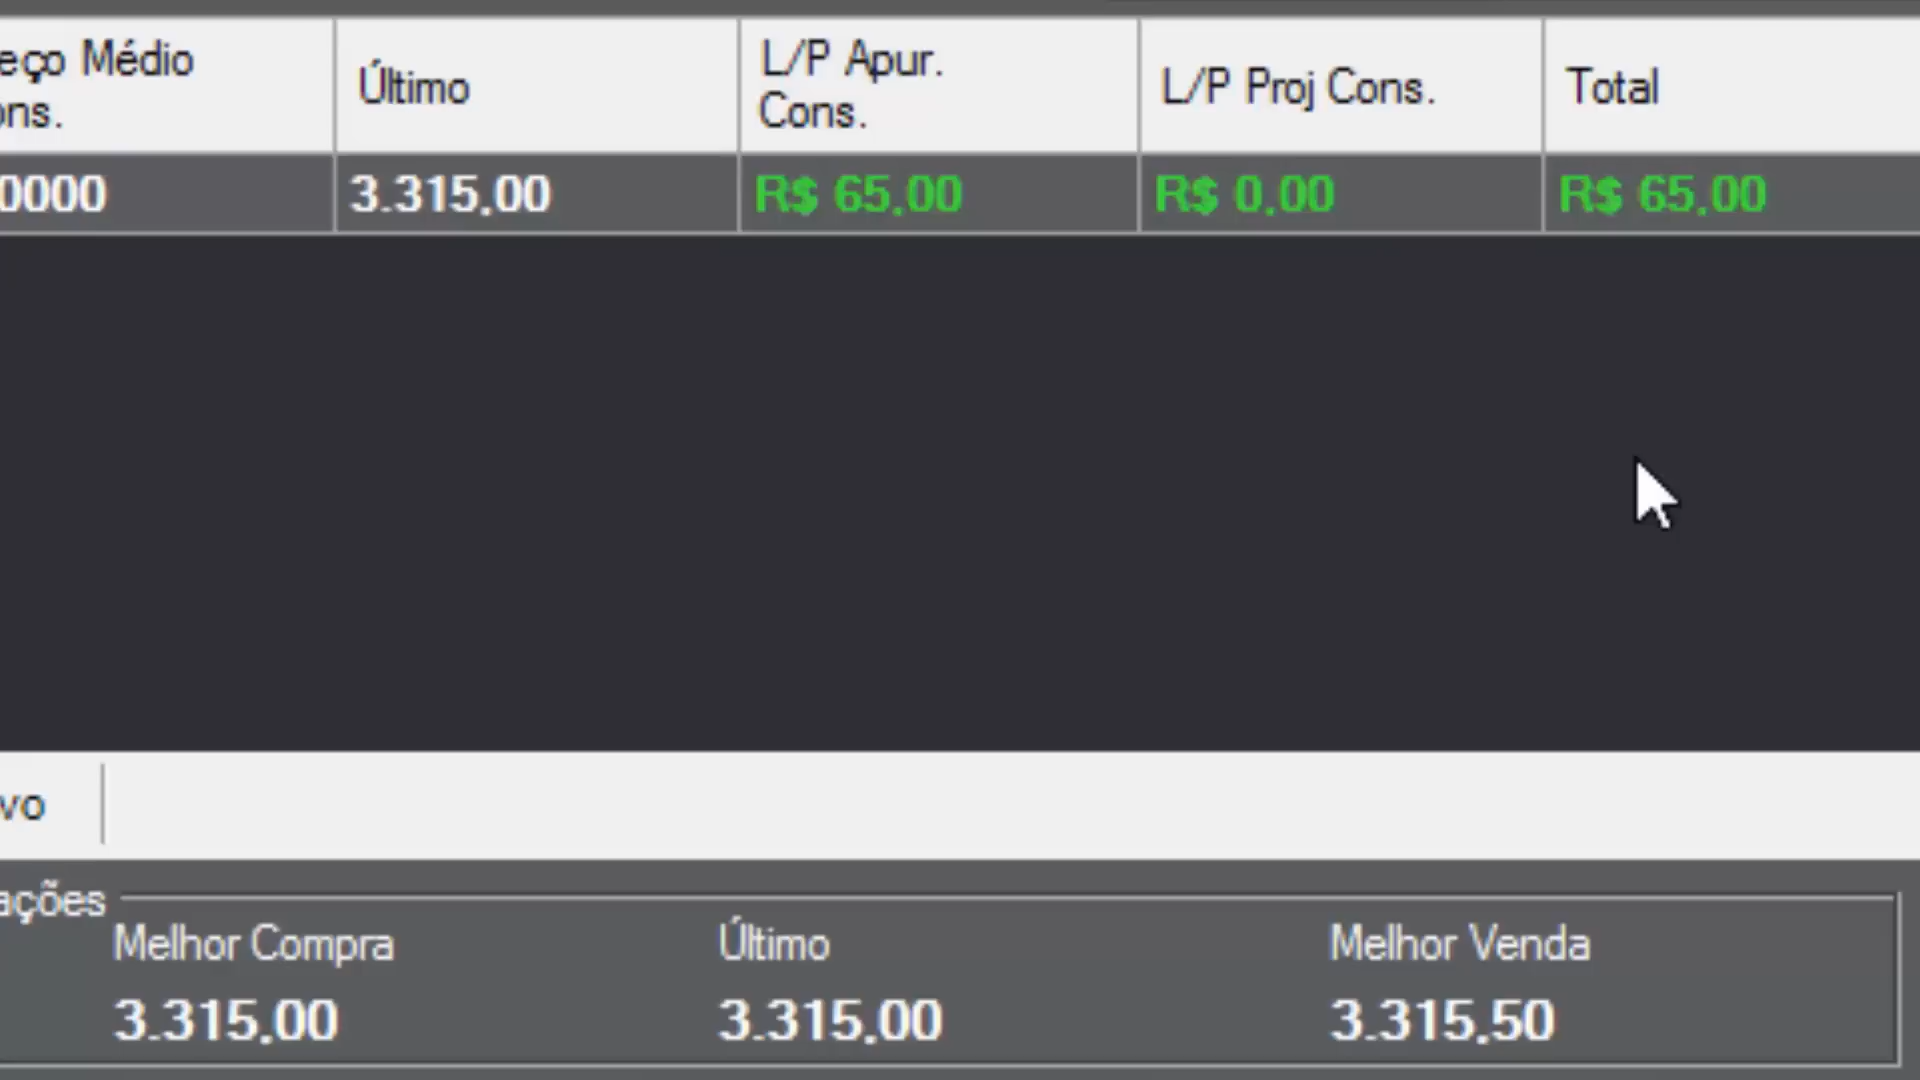 eço Médio
ons.
Último
L/P Apur.
Cons.
L/P Proj Cons.
Total
0000
3.315,00
R$ 65,00
R$ 0,00
R$ 65,00
vo
ações
Melhor Compra
Último
Melhor Venda
3.315,00
3.315,00
3.315,50